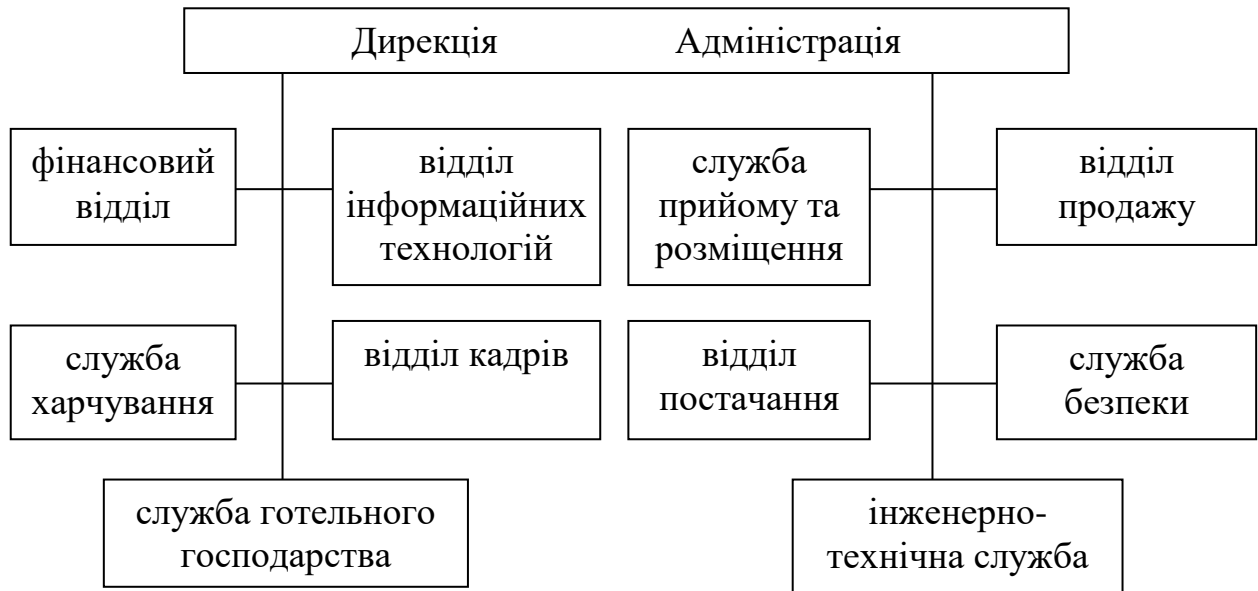 Дирекція Адміністрація
фінансовий
відділ
відділ
інформаційних
технологій
служба
прийому та
розміщення
відділ
продажу
служба
харчування
відділ кадрів
відділ
постачання
служба
безпеки
служба готельного
господарства
інженерно-
технічна служба